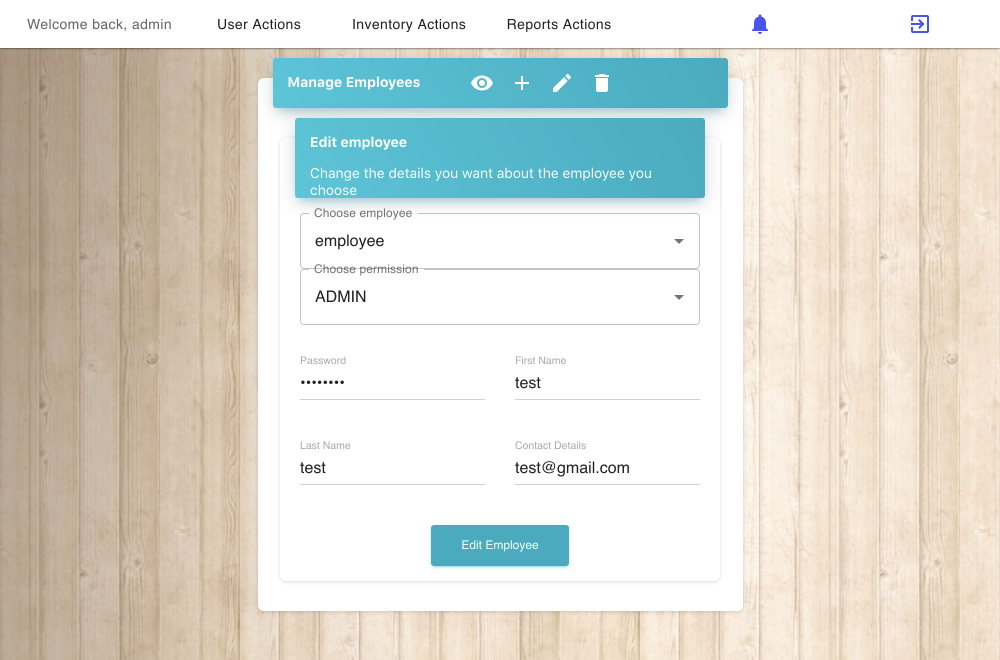 Welcome back, admin
User Actions
Inventory Actions
Reports Actions
Manage Employees
Edit employee
Change the details you want about the employee you
choose
Choose employee
employee
Choose permission
ADMIN
Password
••••••••
First Name
test
Last Name
test
Contact Details
test@gmail.com
Edit Employee